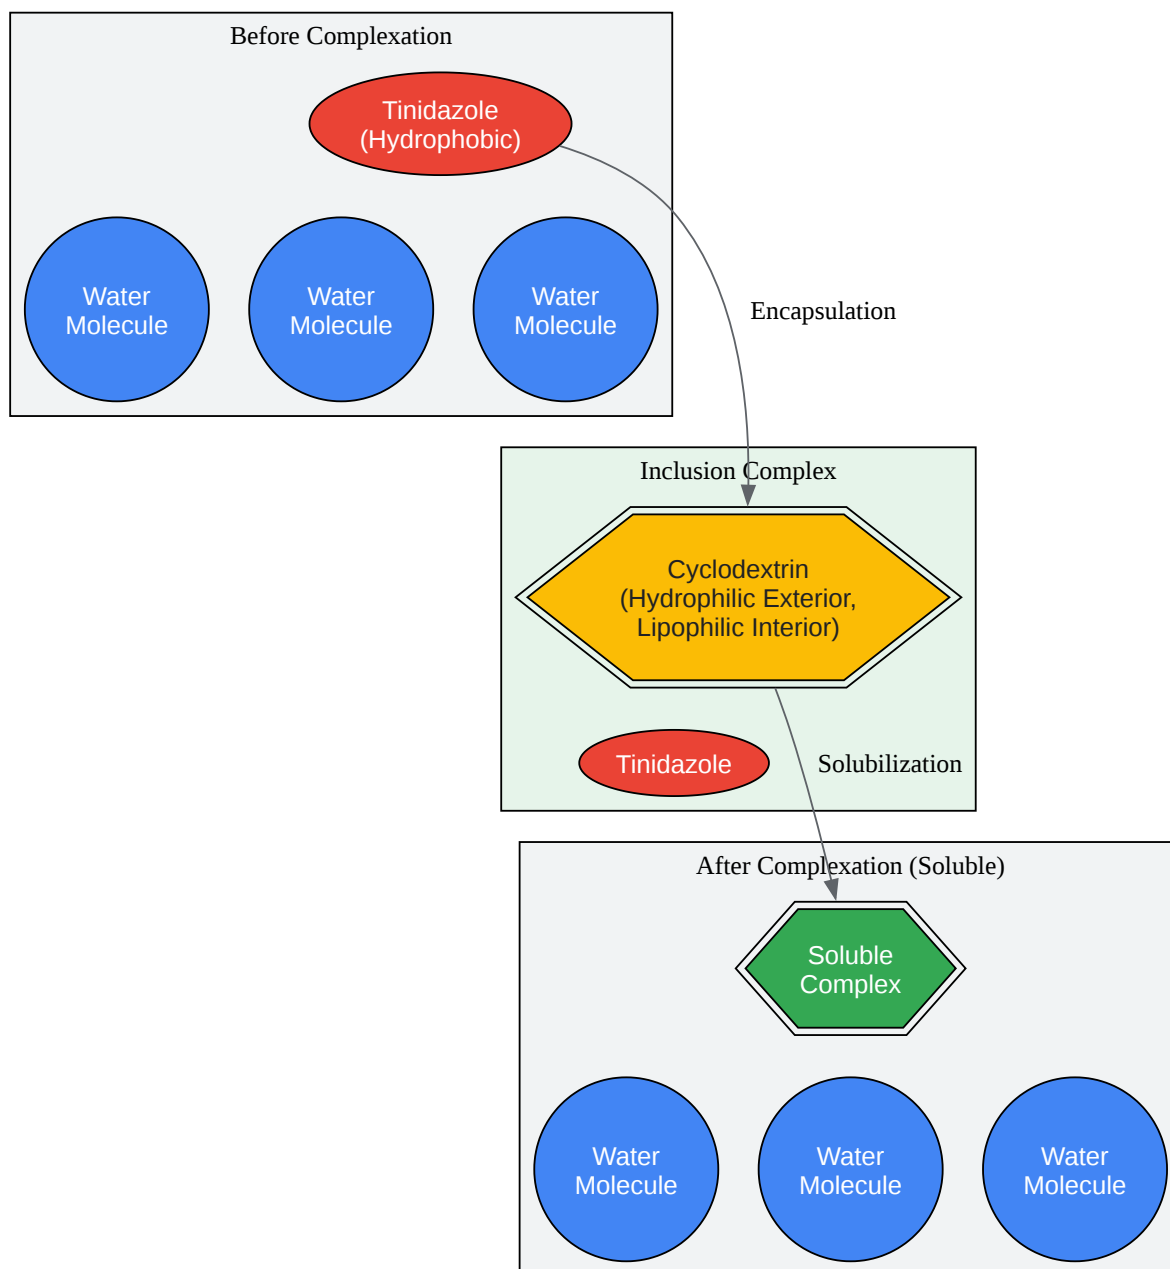 Before Complexation
Tinidazole
(Hydrophobic)
Water
Molecule
Water
Molecule
Water
Molecule
Encapsulation
Inclusion Complex
Cyclodextrin
(Hydrophilic Exterior,
Lipophilic Interior)
Tinidazole
Solubilization
After Complexation (Soluble)
Soluble
Complex
Water
Molecule
Water
Molecule
Water
Molecule